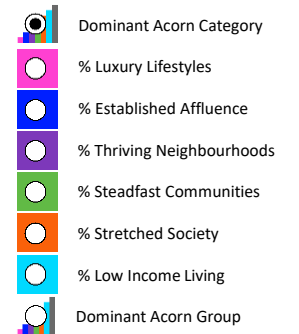 Dominant Acorn Category
% Luxury Lifestyles
% Established Affluence
% Thriving Neighbourhoods
% Steadfast Communities
% Stretched Society
% Low Income Living
Dominant Acorn Group